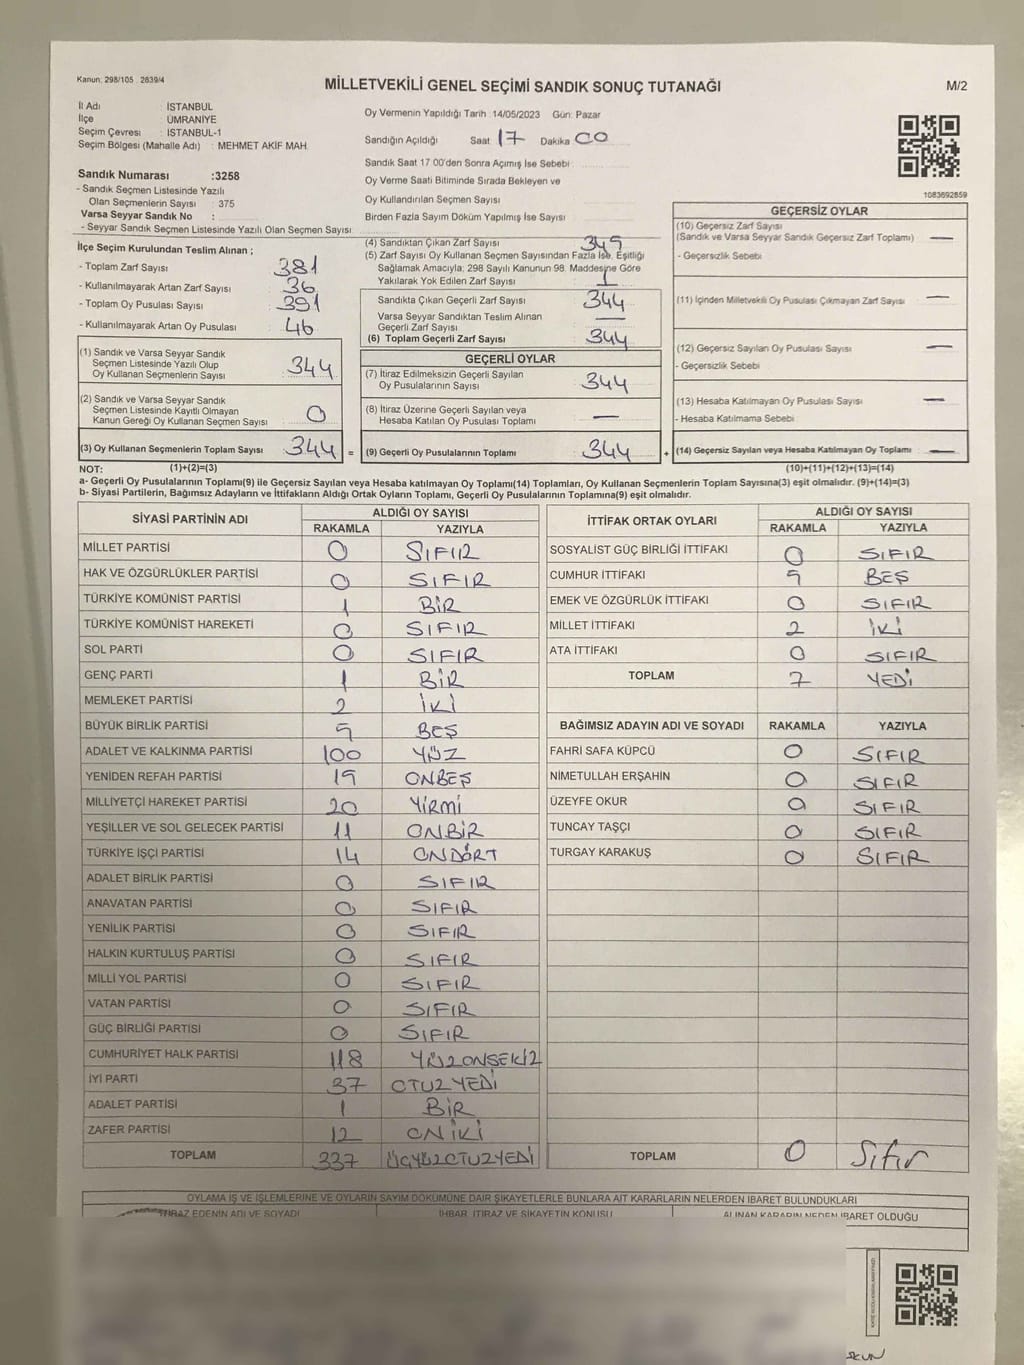 Kanun: 298/105 2839/4
MİLLETVEKİLİ GENEL SEÇİMİ SANDIK SONUÇ TUTANAĞI
M/2
İl Adı : İSTANBUL
İlçe : ÜMRANİYE
Seçim Çevresi : İSTANBUL-1
Seçim Bölgesi (Mahalle Adı) : MEHMET AKİF MAH.
Oy Vermenin Yapıldığı Tarih : 14/05/2023 Gün: Pazar
Sandığın Açıldığı Saat 17 Dakika 00
Sandık Saat 17 00'den Sonra Açımış İse Sebebi :
Oy Verme Saati Bitiminde Sırada Bekleyen ve
Oy Kullandırılan Seçmen Sayısı
Birden Fazla Sayım Döküm Yapılmış İse Sayısı
1083692859
Sandık Numarası :3258
- Sandık Seçmen Listesinde Yazılı
Olan Seçmenlerin Sayısı : 375
Varsa Seyyar Sandık No :
- Seyyar Sandık Seçmen Listesinde Yazılı Olan Seçmen Sayısı:
İlçe Seçim Kurulundan Teslim Alınan ;
- Toplam Zarf Sayısı : 381
- Kullanılmayarak Artan Zarf Sayısı : 36
- Toplam Oy Pusulası Sayısı : 391
- Kullanılmayarak Artan Oy Pusulası : 46
(1) Sandık ve Varsa Seyyar Sandık
Seçmen Listesinde Yazılı Olup
Oy Kullanan Seçmenlerin Sayısı : 344
(2) Sandık ve Varsa Seyyar Sandık
Seçmen Listesinde Kayıtlı Olmayan
Kanun Gereği Oy Kullanan Seçmen Sayısı : 0
(3) Oy Kullanan Seçmenlerin Toplam Sayısı : 344 =
(4) Sandıktan Çıkan Zarf Sayısı : 345
(5) Zarf Sayısı Oy Kullanan Seçmen Sayısından Fazla İse, Eşitliği
Sağlamak Amacıyla; 298 Sayılı Kanunun 98. Maddesine Göre
Yakılarak Yok Edilen Zarf Sayısı : 1
Sandıkta Çıkan Geçerli Zarf Sayısı : 344
Varsa Seyyar Sandıktan Teslim Alınan
Geçerli Zarf Sayısı : —
(6) Toplam Geçerli Zarf Sayısı : 344
GEÇERLİ OYLAR
(7) İtiraz Edilmeksizin Geçerli Sayılan
Oy Pusulalarının Sayısı : 344
(8) İtiraz Üzerine Geçerli Sayılan veya
Hesaba Katılan Oy Pusulası Toplamı : —
(9) Geçerli Oy Pusulalarının Toplamı : 344 +
GEÇERSİZ OYLAR
(10) Geçersiz Zarf Sayısı
(Sandık ve Varsa Seyyar Sandık Geçersiz Zarf Toplamı) : —
- Geçersizlik Sebebi
(11) İçinden Milletvekili Oy Pusulası Çıkmayan Zarf Sayısı : —
(12) Geçersiz Sayılan Oy Pusulası Sayısı : —
- Geçersizlik Sebebi
(13) Hesaba Katılmayan Oy Pusulası Sayısı : —
- Hesaba Katılmama Sebebi
(14) Geçersiz Sayılan veya Hesaba Katılmayan Oy Toplamı : —
NOT: (1)+(2)=(3) (10)+(11)+(12)+(13)=(14)
a- Geçerli Oy Pusulalarının Toplamı(9) ile Geçersiz Sayılan veya Hesaba katılmayan Oy Toplamı(14) Toplamları, Oy Kullanan Seçmenlerin Toplam Sayısına(3) eşit olmalıdır. (9)+(14)=(3)
b- Siyasi Partilerin, Bağımsız Adayların ve İttifakların Aldığı Ortak Oyların Toplamı, Geçerli Oy Pusulalarının Toplamına(9) eşit olmalıdır.
SİYASİ PARTİNİN ADI ALDIĞI OY SAYISI
RAKAMLA YAZIYLA
MİLLET PARTİSİ 0 SIFIR
HAK VE ÖZGÜRLÜKLER PARTİSİ 0 SIFIR
TÜRKİYE KOMÜNİST PARTİSİ 1 BİR
TÜRKİYE KOMÜNİST HAREKETİ 0 SIFIR
SOL PARTİ 0 SIFIR
GENÇ PARTİ 1 BİR
MEMLEKET PARTİSİ 2 İKİ
BÜYÜK BİRLİK PARTİSİ 5 BEŞ
ADALET VE KALKINMA PARTİSİ 100 YÜZ
YENİDEN REFAH PARTİSİ 15 ONBEŞ
MİLLİYETÇİ HAREKET PARTİSİ 20 YİRMİ
YEŞİLLER VE SOL GELECEK PARTİSİ 11 ONBİR
TÜRKİYE İŞÇİ PARTİSİ 14 ONDÖRT
ADALET BİRLİK PARTİSİ 0 SIFIR
ANAVATAN PARTİSİ 0 SIFIR
YENİLİK PARTİSİ 0 SIFIR
HALKIN KURTULUŞ PARTİSİ 0 SIFIR
MİLLİ YOL PARTİSİ 0 SIFIR
VATAN PARTİSİ 0 SIFIR
GÜÇ BİRLİĞİ PARTİSİ 0 SIFIR
CUMHURİYET HALK PARTİSİ 118 YÜZONSEKİZ
İYİ PARTİ 37 OTUZYEDİ
ADALET PARTİSİ 1 BİR
ZAFER PARTİSİ 12 ONİKİ
TOPLAM 337 ÜÇYÜZOTUZYEDİ
İTTİFAK ORTAK OYLARI ALDIĞI OY SAYISI
RAKAMLA YAZIYLA
SOSYALİST GÜÇ BİRLİĞİ İTTİFAKI 0 SIFIR
CUMHUR İTTİFAKI 5 BEŞ
EMEK VE ÖZGÜRLÜK İTTİFAKI 0 SIFIR
MİLLET İTTİFAKI 2 İKİ
ATA İTTİFAKI 0 SIFIR
TOPLAM 7 YEDİ
BAĞIMSIZ ADAYIN ADI VE SOYADI RAKAMLA YAZIYLA
FAHRİ SAFA KÜPCÜ 0 SIFIR
NİMETULLAH ERŞAHİN 0 SIFIR
ÜZEYFE OKUR 0 SIFIR
TUNCAY TAŞÇI 0 SIFIR
TURGAY KARAKUŞ 0 SIFIR
TOPLAM 0 Sıfır
OYLAMA İŞ VE İŞLEMLERİNE VE OYLARIN SAYIM DÖKÜMÜNE DAİR ŞİKAYETLERLE BUNLARA AİT KARARLARIN NELERDEN İBARET BULUNDUKLARI
İTİRAZ EDENİN ADI VE SOYADI İHBAR, İTİRAZ VE ŞİKAYETİN KONUSU ALINAN KARARIN NEDEN İBARET OLDUĞU